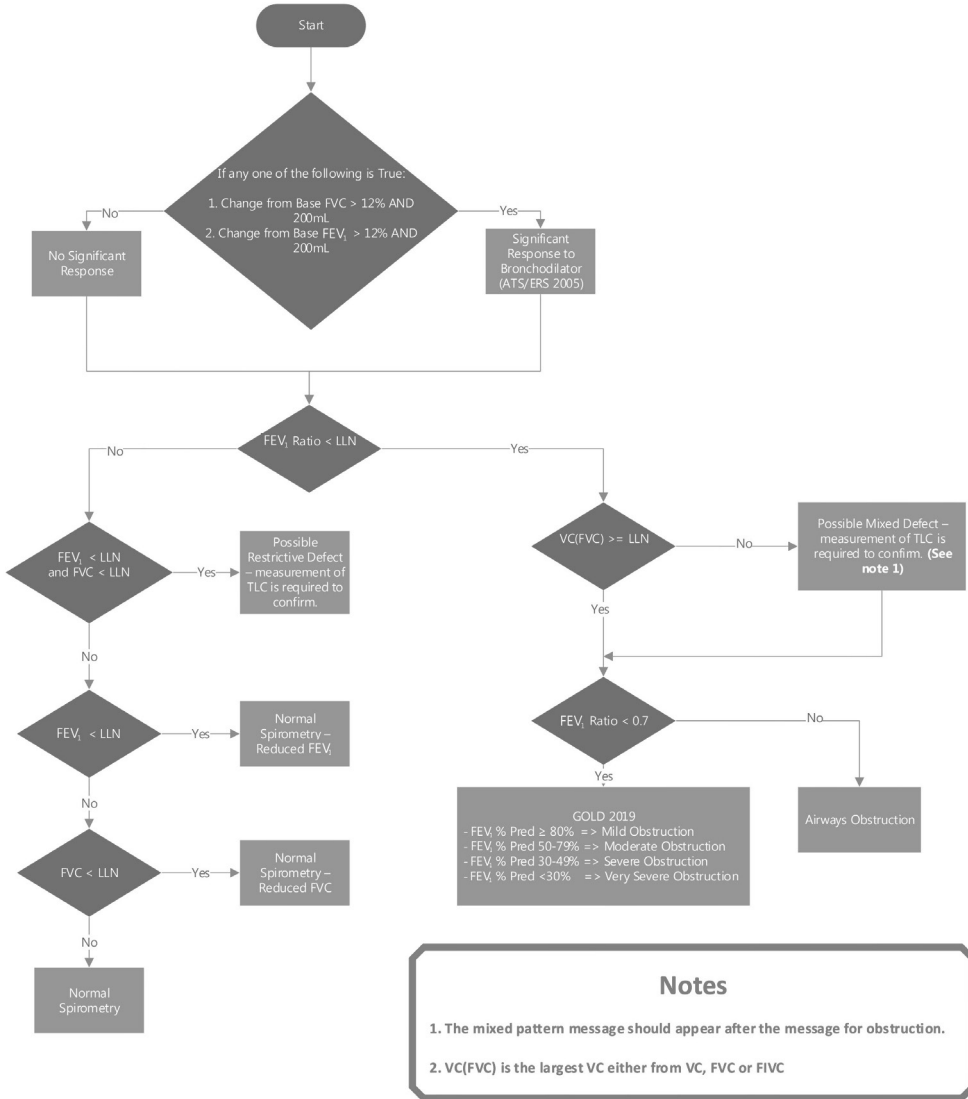 Start
If any one of the following is True:
1. Change from Base FVC > 12% AND
200mL
2. Change from Base FEV₁ > 12% AND
200mL
No
Yes
No Significant
Response
Significant
Response to
Bronchodilator
(ATS/ERS 2005)
FEV₁ Ratio < LLN
No
Yes
FEV₁ < LLN
and FVC < LLN
Yes
Possible
Restrictive Defect
– measurement of
TLC is required to
confirm.
VC(FVC) >= LLN
No
Possible Mixed Defect –
measurement of TLC is
required to confirm. (See
note 1)
Yes
No
FEV₁ < LLN
Yes
Normal
Spirometry –
Reduced FEV₁
FEV₁ Ratio < 0.7
No
Yes
No
GOLD 2019
- FEV₁ % Pred ≥ 80% => Mild Obstruction
- FEV₁ % Pred 50-79% => Moderate Obstruction
- FEV₁ % Pred 30-49% => Severe Obstruction
- FEV₁ % Pred <30% => Very Severe Obstruction
Airways Obstruction
FVC < LLN
Yes
Normal
Spirometry –
Reduced FVC
No
Normal
Spirometry
Notes
1. The mixed pattern message should appear after the message for obstruction.
2. VC(FVC) is the largest VC either from VC, FVC or FIVC